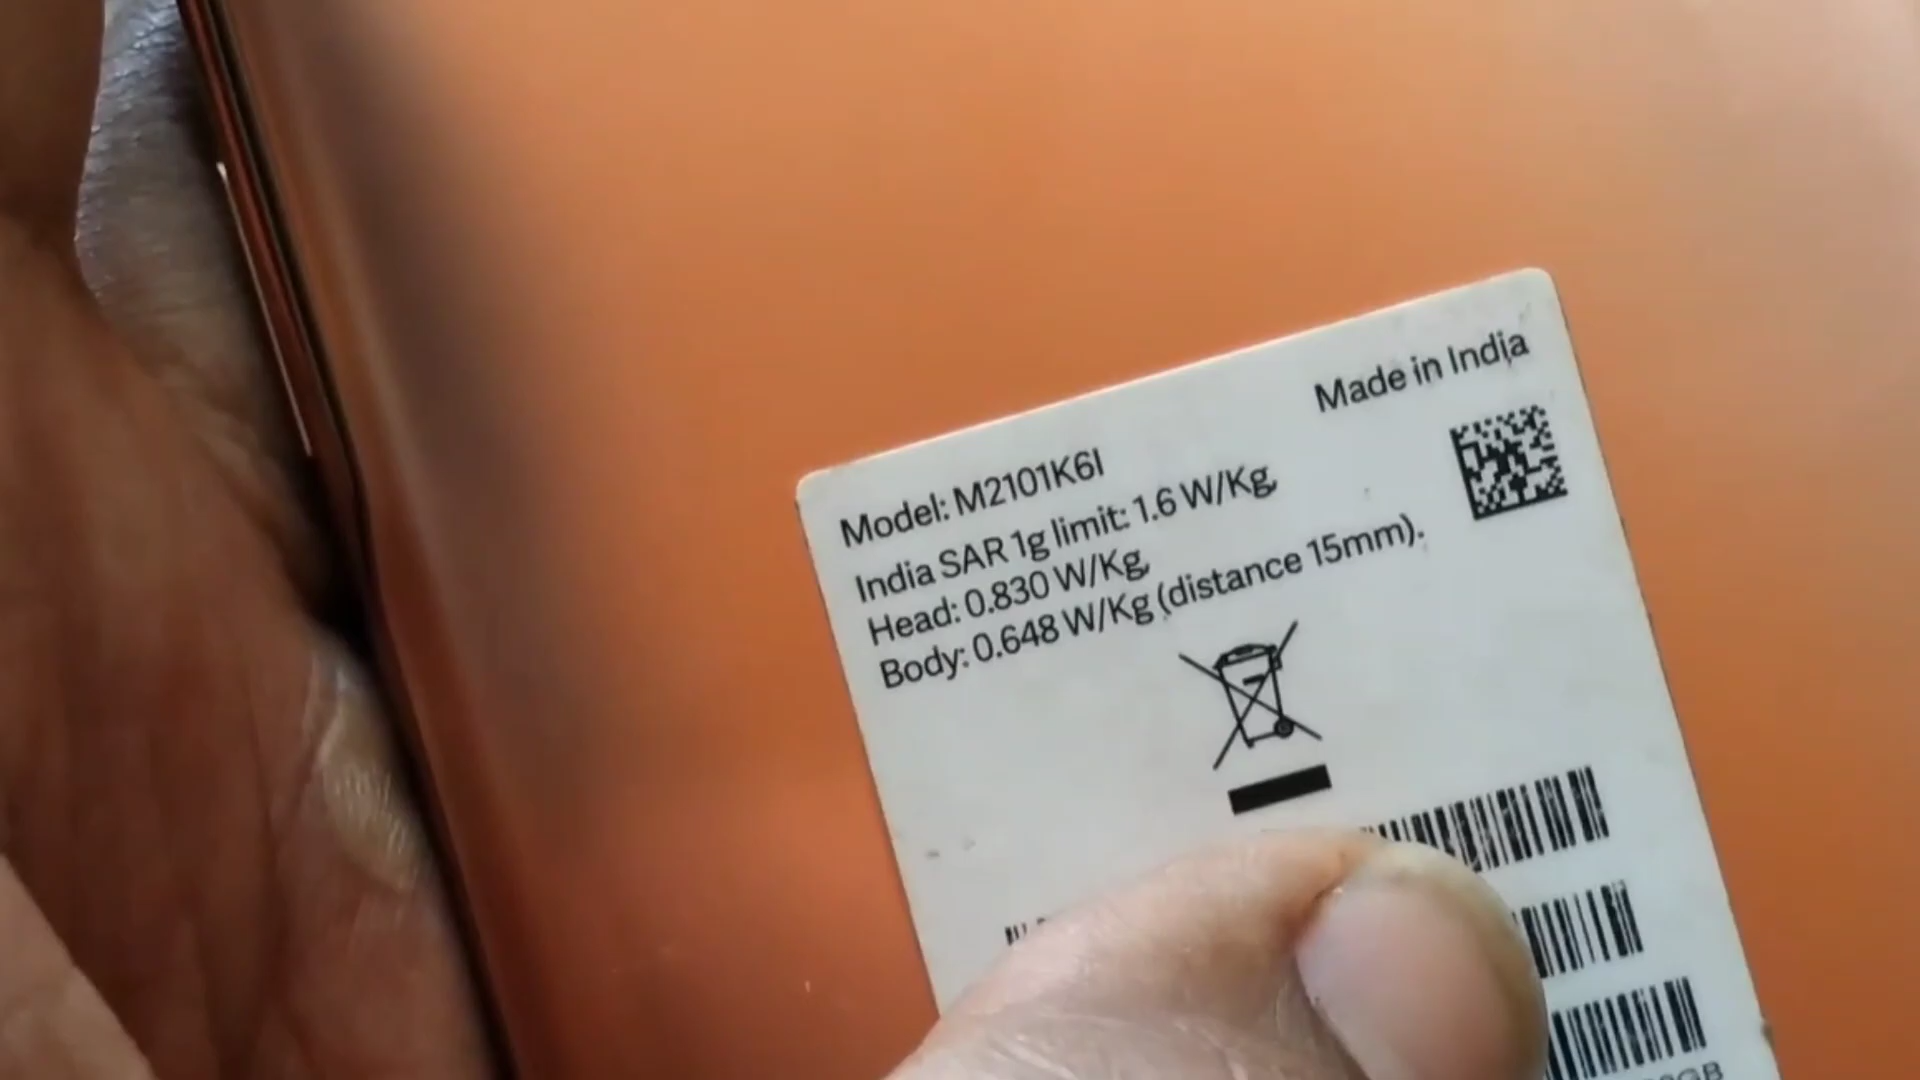 Made in India
Model: M2101K6I
India SAR 1g limit: 1.6 W/Kg,
Head: 0.830 W/Kg,
Body: 0.648 W/Kg (distance 15mm).